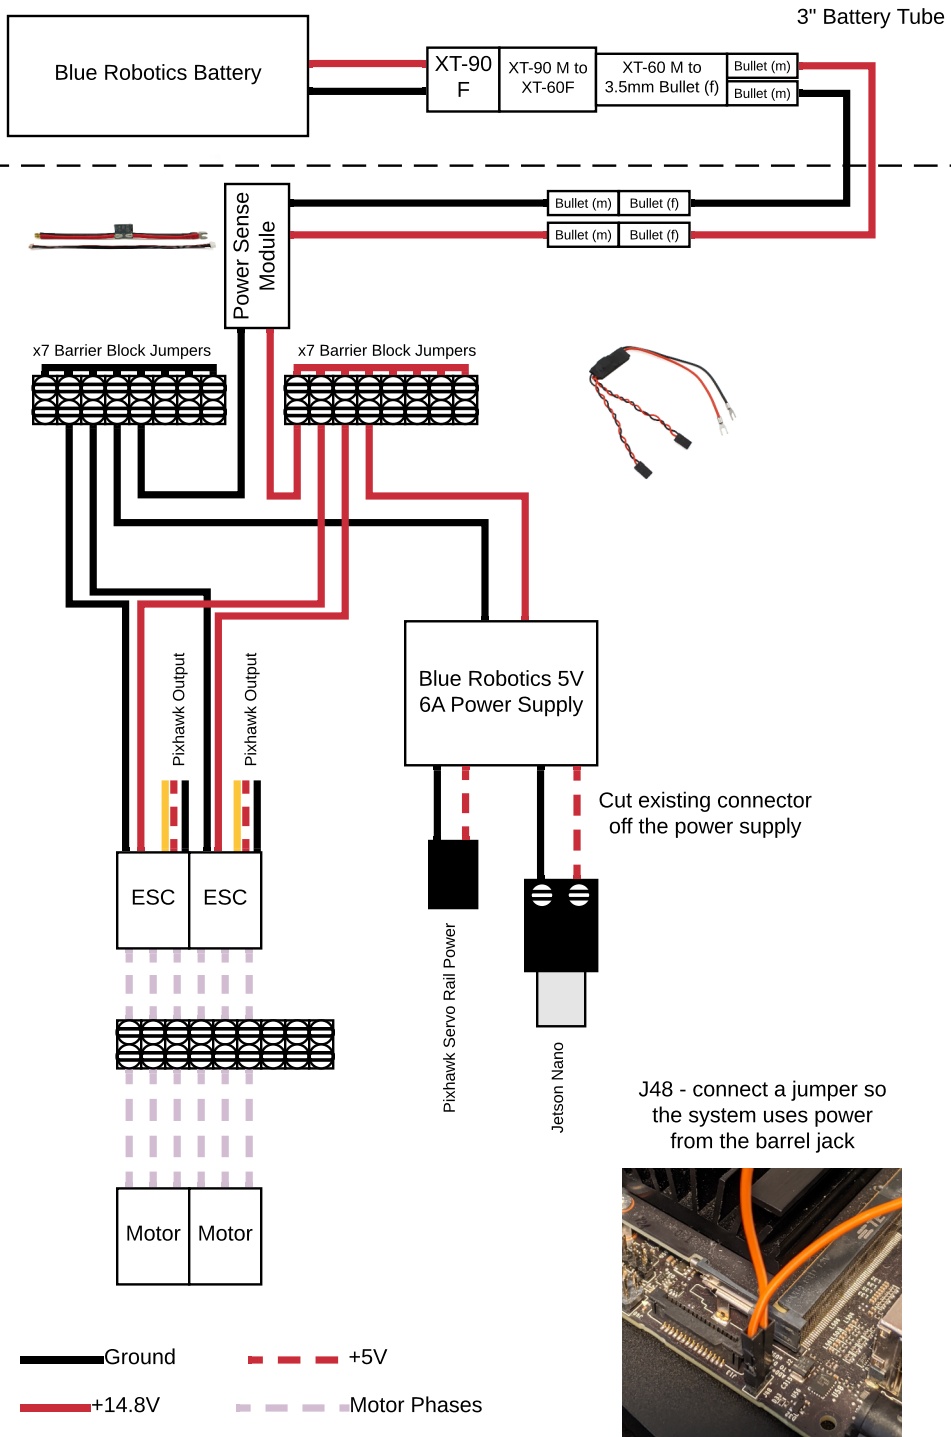 3" Battery Tube
Blue Robotics Battery
XT-90
F
XT-90 M to
XT-60F
XT-60 M to
3.5mm Bullet (f)
Bullet (m)
Bullet (m)
Power Sense
Module
Bullet (m)
Bullet (f)
Bullet (m)
Bullet (f)
x7 Barrier Block Jumpers
x7 Barrier Block Jumpers
Pixhawk Output
Pixhawk Output
Blue Robotics 5V
6A Power Supply
Cut existing connector
off the power supply
ESC
ESC
Pixhawk Servo Rail Power
Jetson Nano
J48 - connect a jumper so
the system uses power
from the barrel jack
Motor
Motor
Ground
+5V
+14.8V
Motor Phases